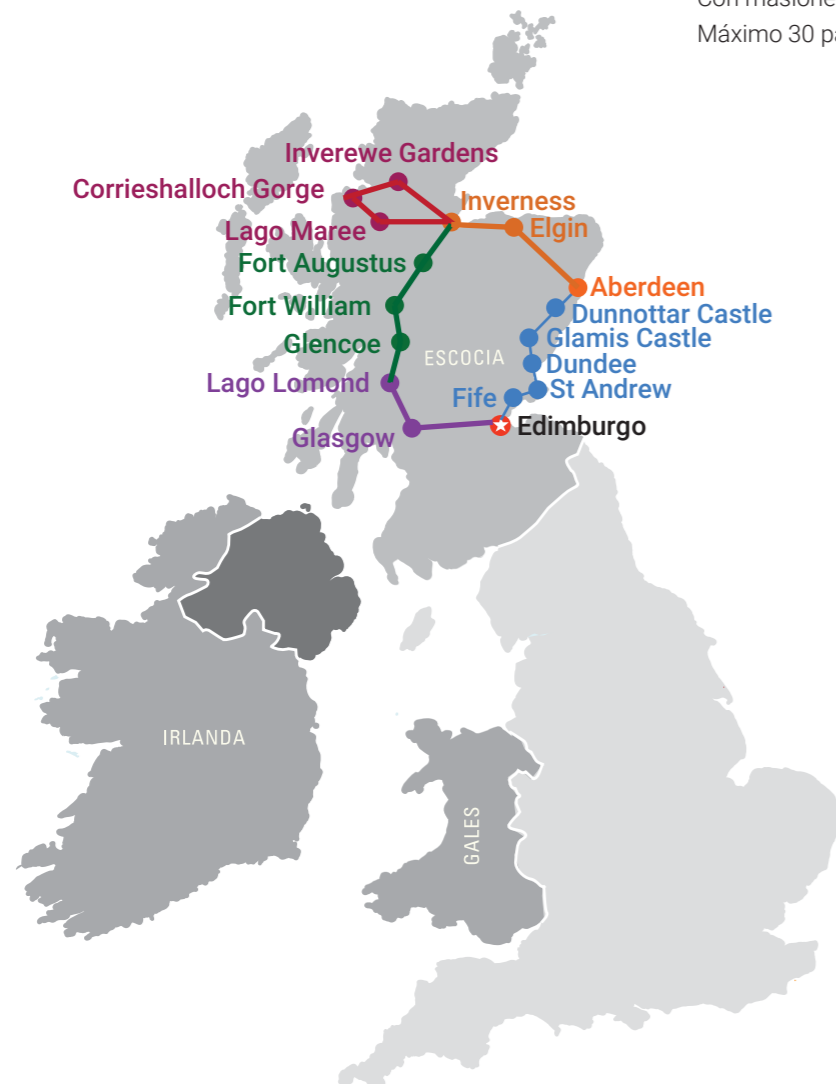 Con
Máximo 30
Inverewe Gardens
Corrieshalloch Gorge
Inverness
Lago Maree
Elgin
Fort Augustus
Aberdeen
Fort William
Dunnottar Castle
Glamis Castle
Glencoe
ESCOCIA
Dundee
Lago Lomond
St Andrew
Fife
Edimburgo
Glasgow
IRLANDA
GALES